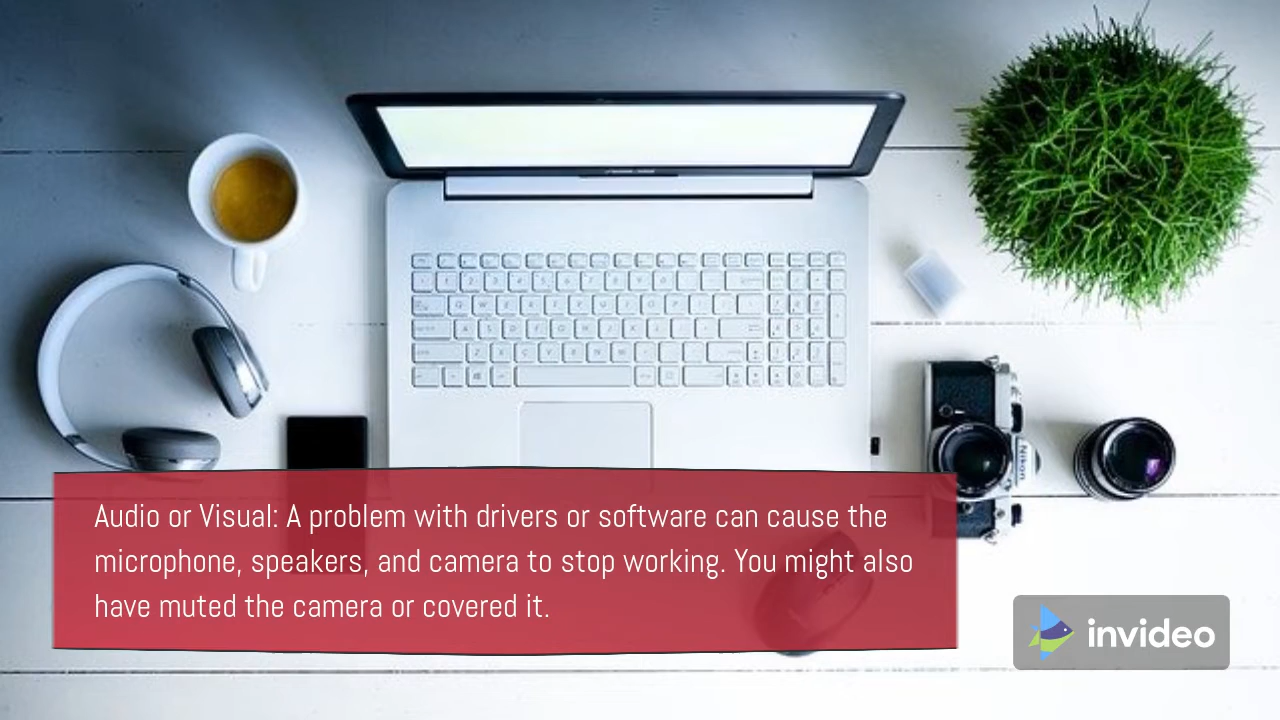 Audio or Visual: A problem with drivers or software can cause the
microphone, speakers, and camera to stop working. You might also
have muted the camera or covered it.
Nikon
invideo